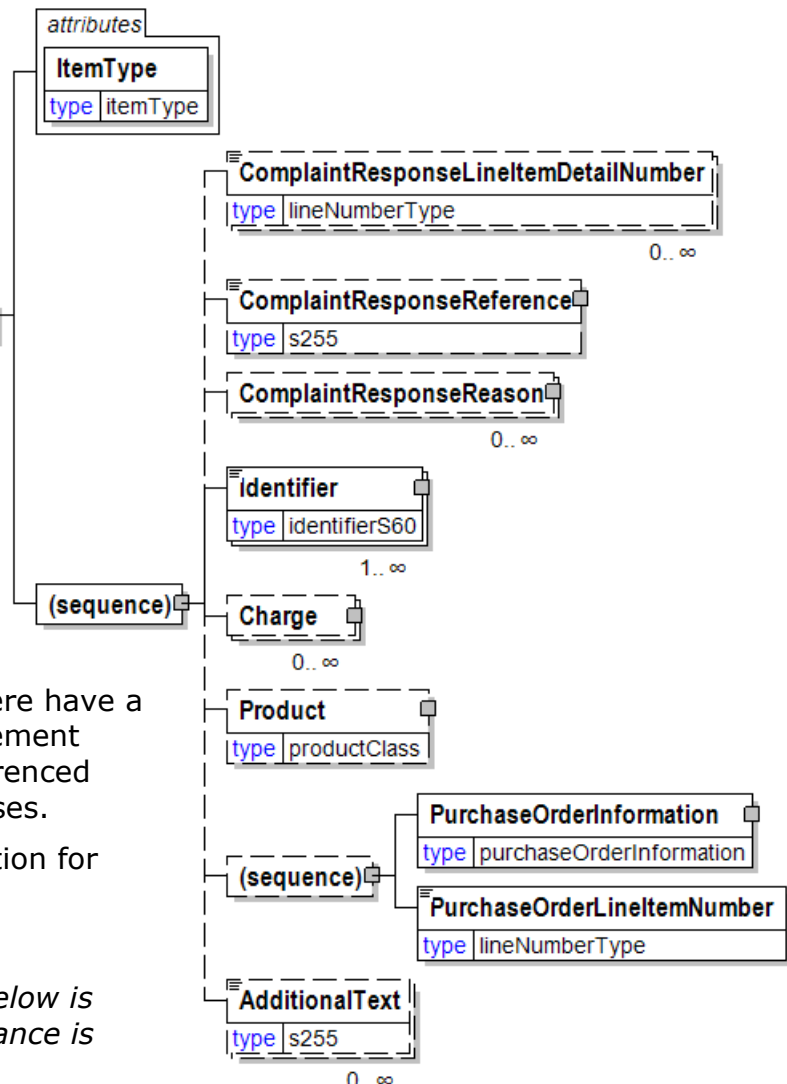 attributes
ItemType
type itemType
ComplaintResponseLineItemDetailNumber
type lineNumberType
0.. ∞
ComplaintResponseReference
type s255
ComplaintResponseReason
0.. ∞
Identifier
type identifierS60
1.. ∞
(sequence)
Charge
0.. ∞
Product
type productClass
ere have a
ement
renced
ses.
tion for
(sequence)
PurchaseOrderInformation
type purchaseOrderInformation
PurchaseOrderLineItemNumber
type lineNumberType
elow is
ance is
AdditionalText
type s255
0.. ∞